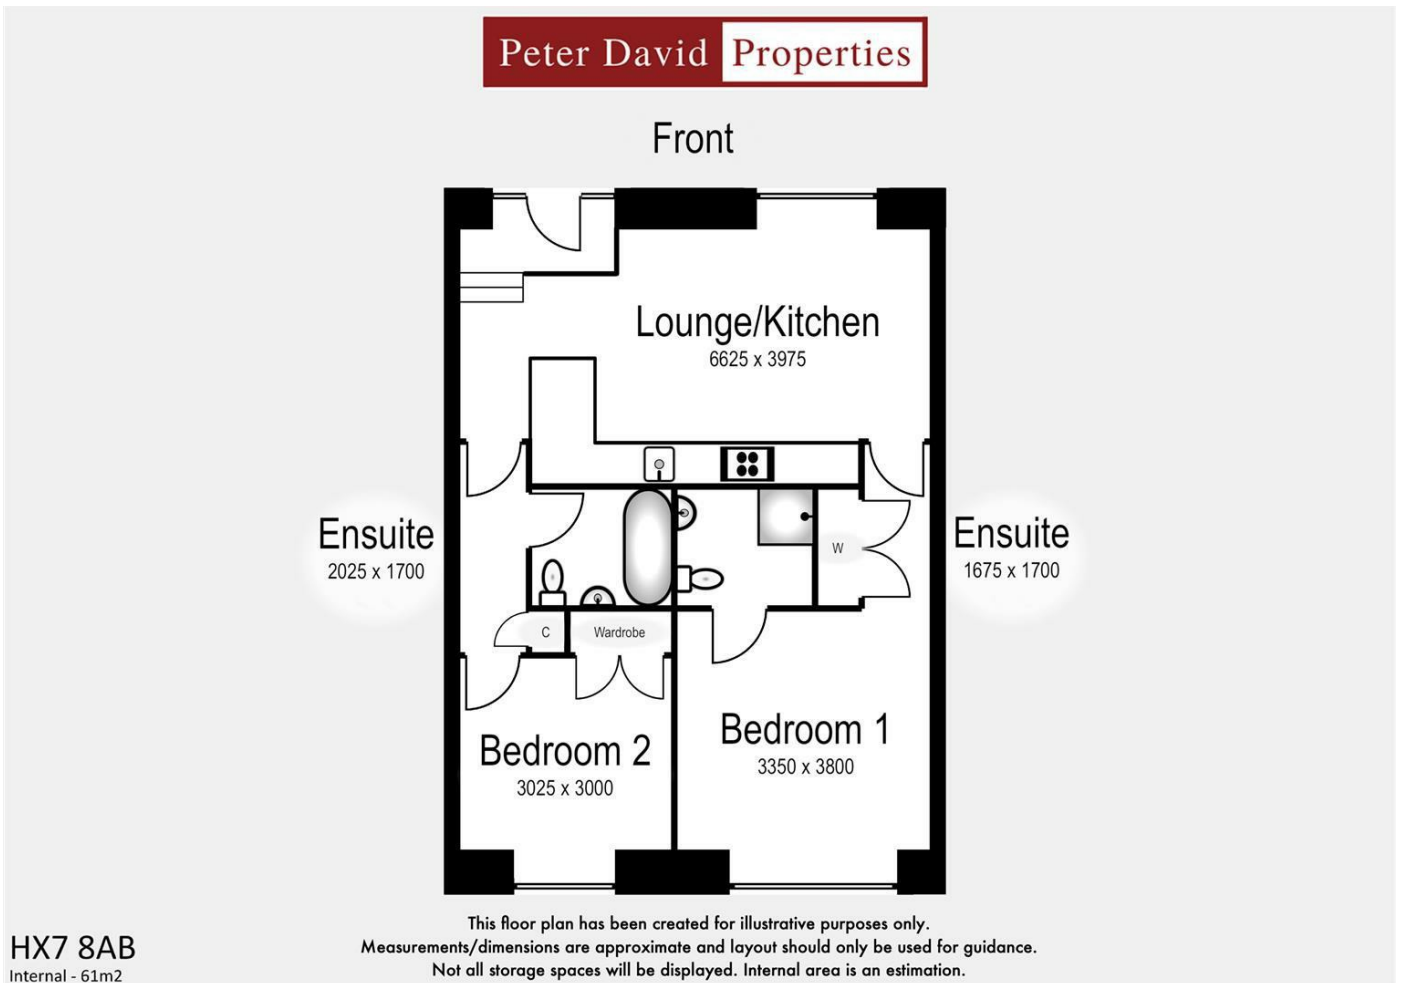 Peter David Properties
Front
Lounge/Kitchen
6625 x 3975
Ensuite
2025 x 1700
Ensuite
1675 x 1700
W
C
Wardrobe
Bedroom 1
3350 x 3800
Bedroom 2
3025 x 3000
This floor plan has been created for illustrative purposes only.
Measurements/dimensions are approximate and layout should only be used for guidance.
Not all storage spaces will be displayed. Internal area is an estimation.
HX7 8AB
Internal - 61m2